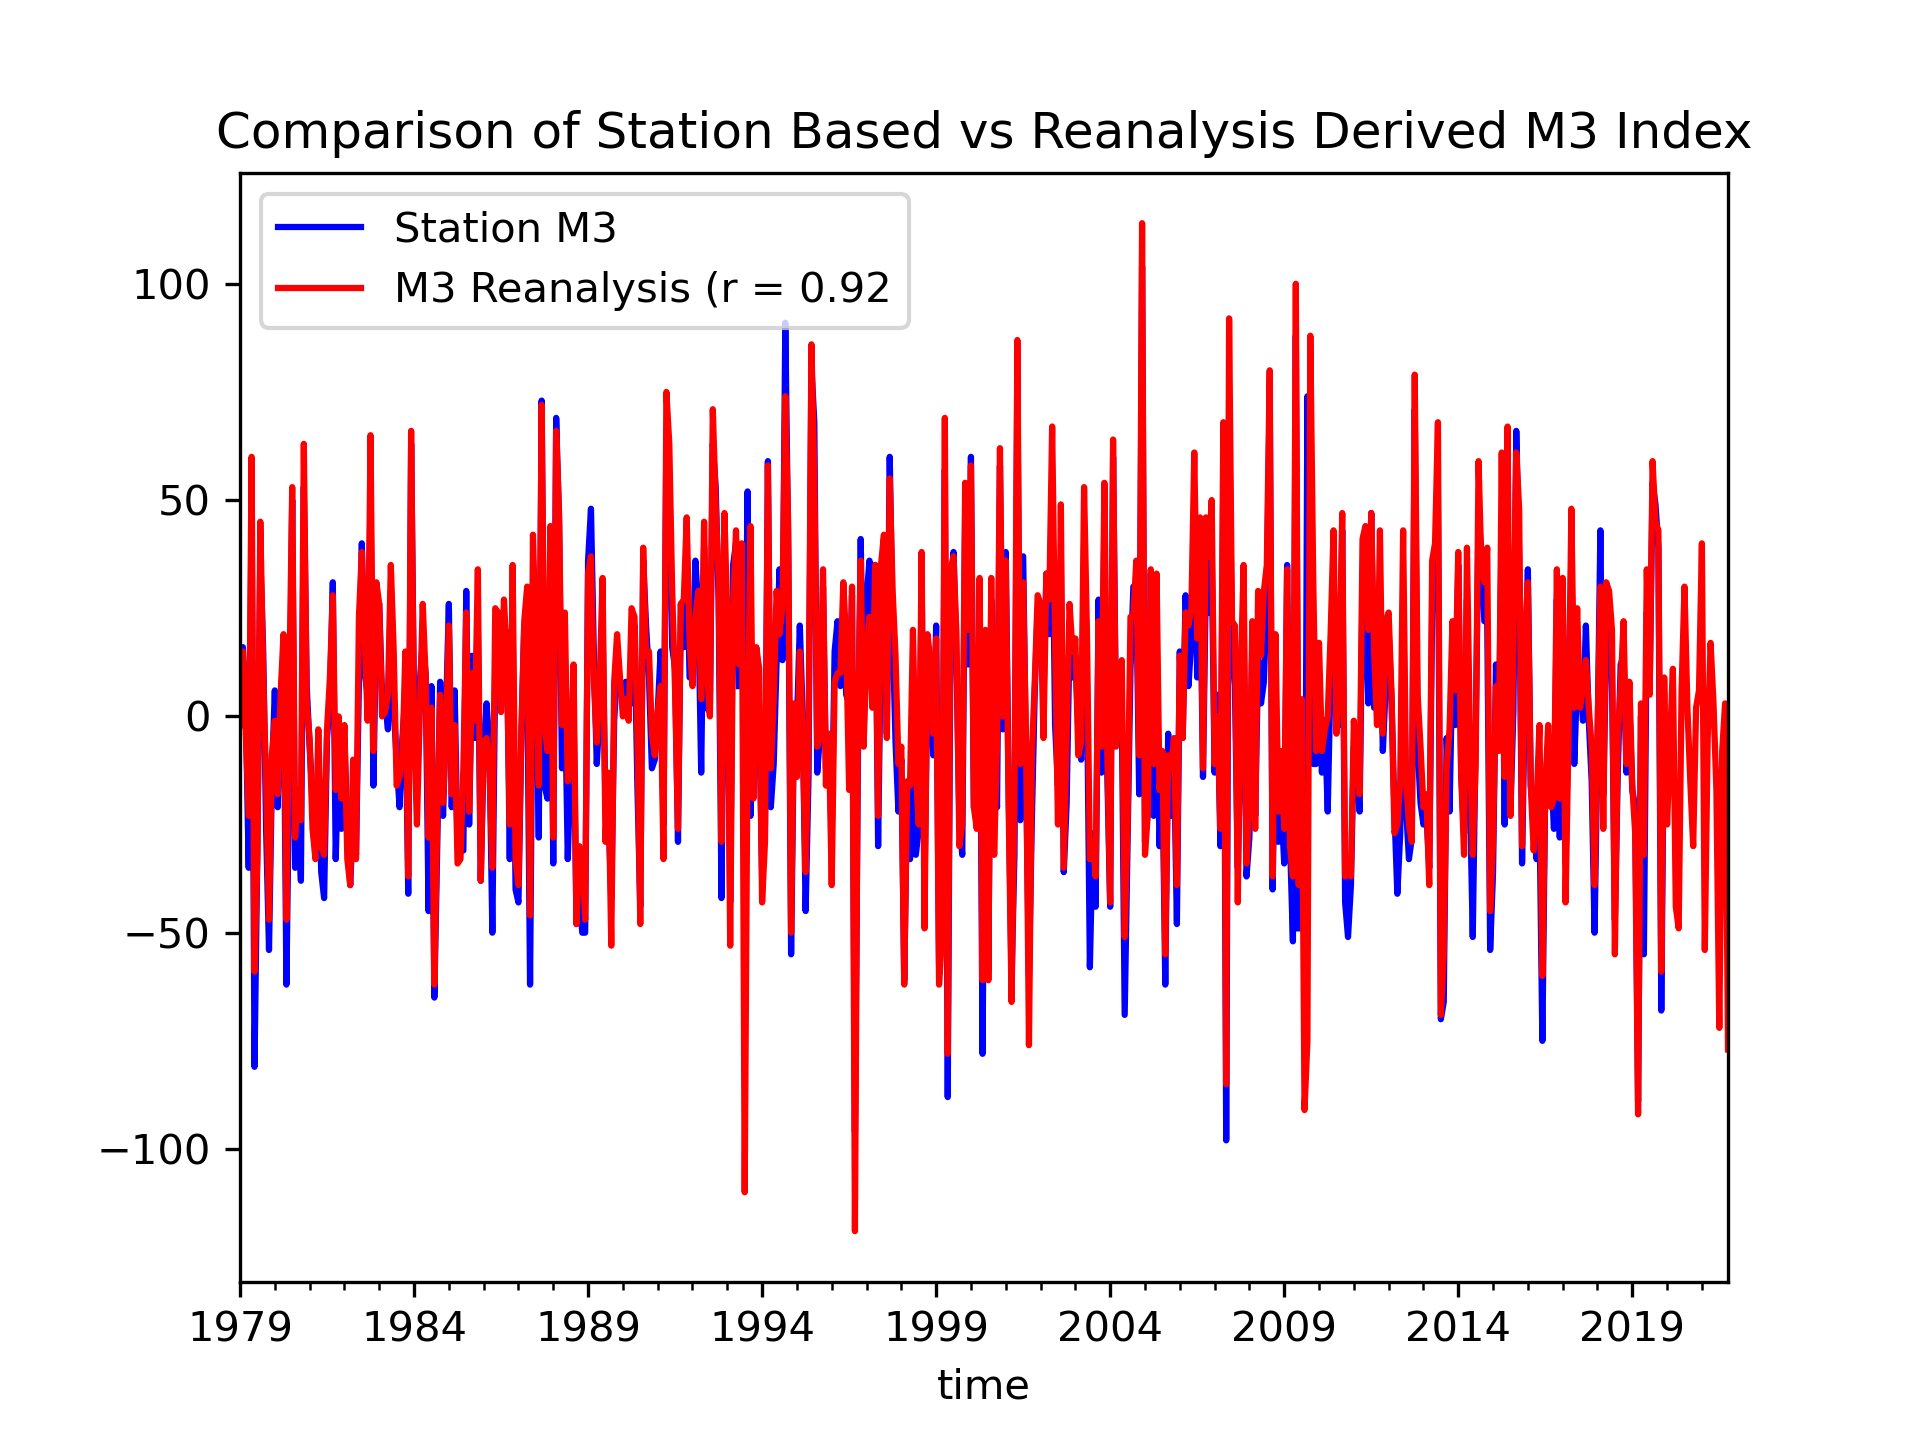 Comparison of Station Based vs Reanalysis Derived M3 Index
Station M3
M3 Reanalysis (r = 0.92
100
50
0
−50
−100
1979 1984 1989 1994 1999 2004 2009 2014 2019
time